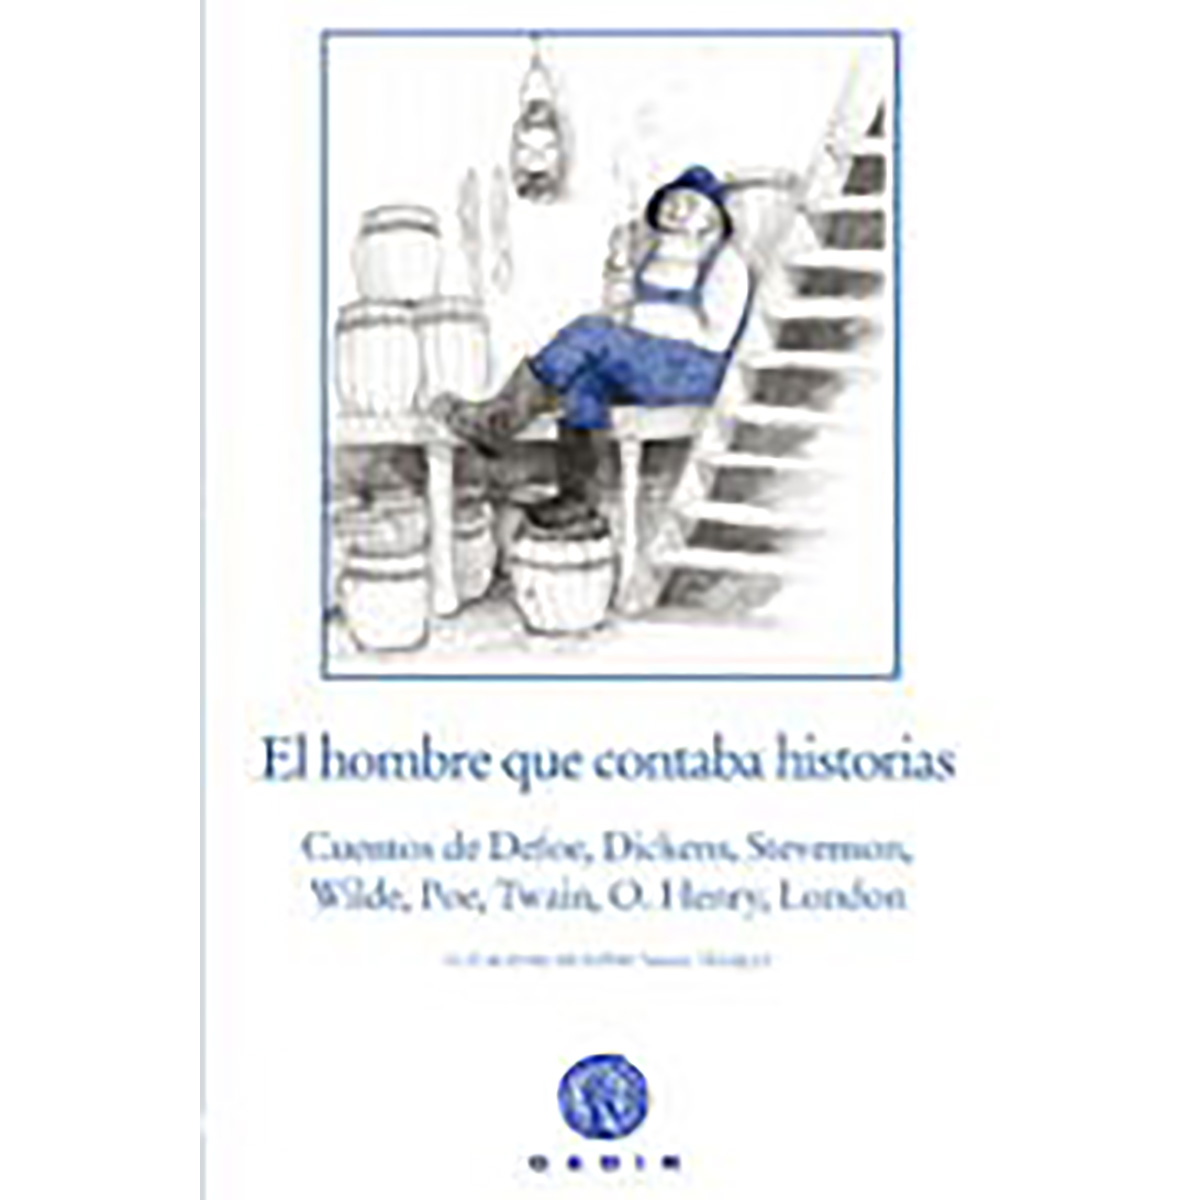 El hombre que contaba historias
Cuentos de Defoe, Dickens, Stevenson,
Wilde, Poe, Twain, O. Henry, London
GADIR